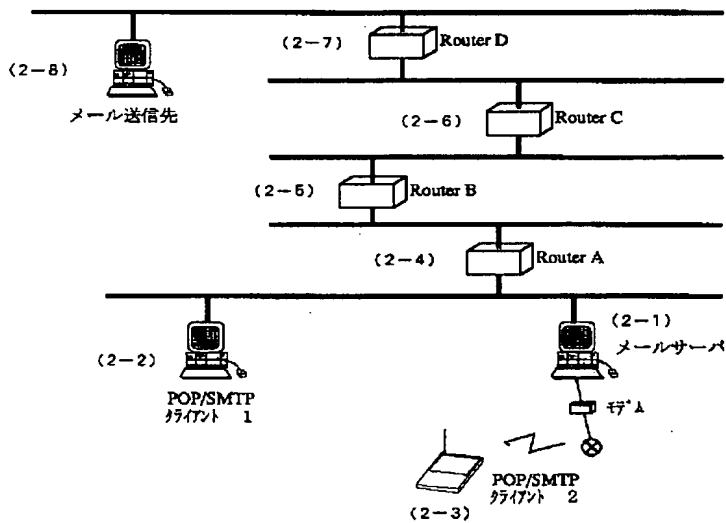 (2-7)
Router D
(2-8)
メール送信先
(2-6)
Router C
(2-5)
Router B
(2-4)
Router A
(2-1)
メールサーバ
(2-2)
POP/SMTP
クライアント 1
モデム
POP/SMTP
クライアント 2
(2-3)